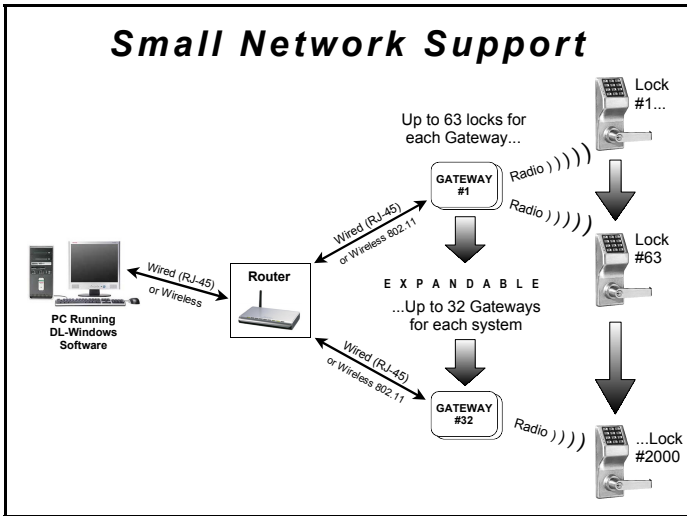 Small Network Support
Lock
#1...
Up to 63 locks for
each Gateway...
GATEWAY
#1
Radio ) ) ) ) )
Radio ) ) ) ) )
Wired (RJ-45)
or Wireless 802.11
Lock
#63
Wired (RJ-45)
or Wireless
Router
E X P A N D A B L E
...Up to 32 Gateways
for each system
PC Running
DL-Windows
Software
Wired (RJ-45)
or Wireless 802.11
GATEWAY
#32
Radio ) ) ) )
...Lock
#2000